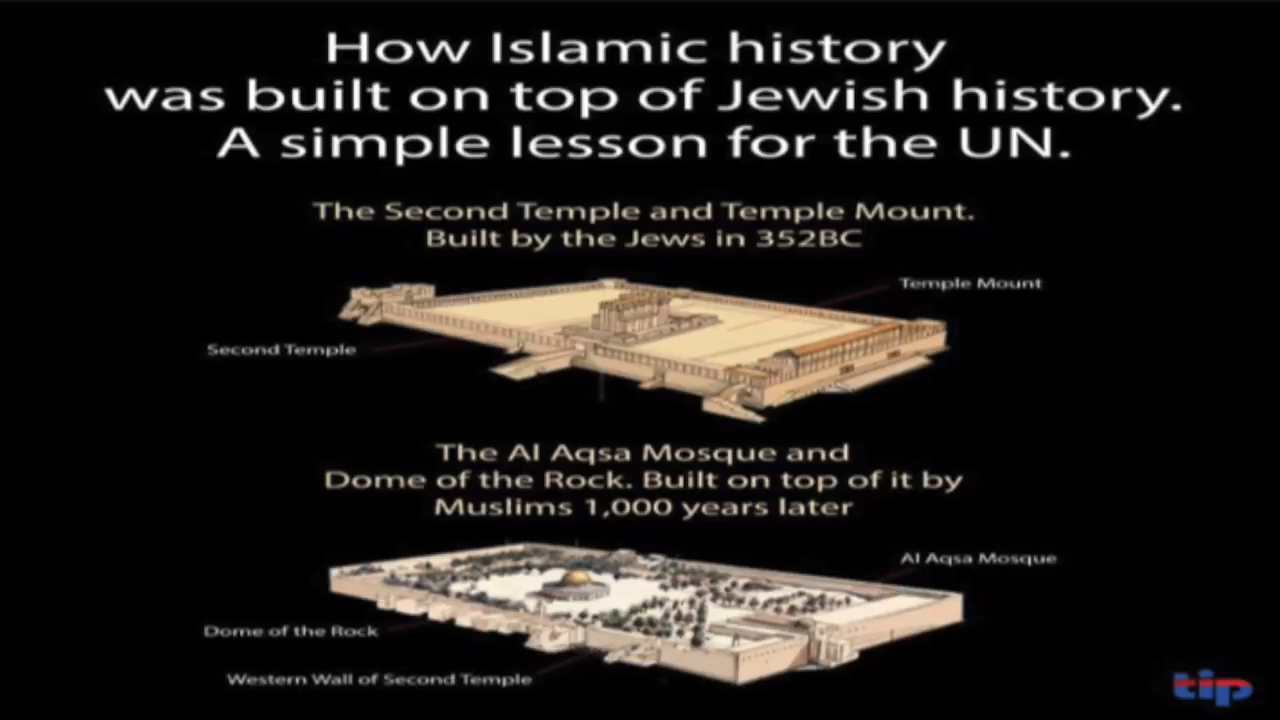 How Islamic history
was built on top of Jewish history.
A simple lesson for the UN.
The Second Temple and Temple Mount.
Built by the Jews in 352BC
Temple Mount
Second Temple
The Al Aqsa Mosque and
Dome of the Rock. Built on top of it by
Muslims 1,000 years later
Al Aqsa Mosque
Dome of the Rock
Western Wall of Second Temple
tip